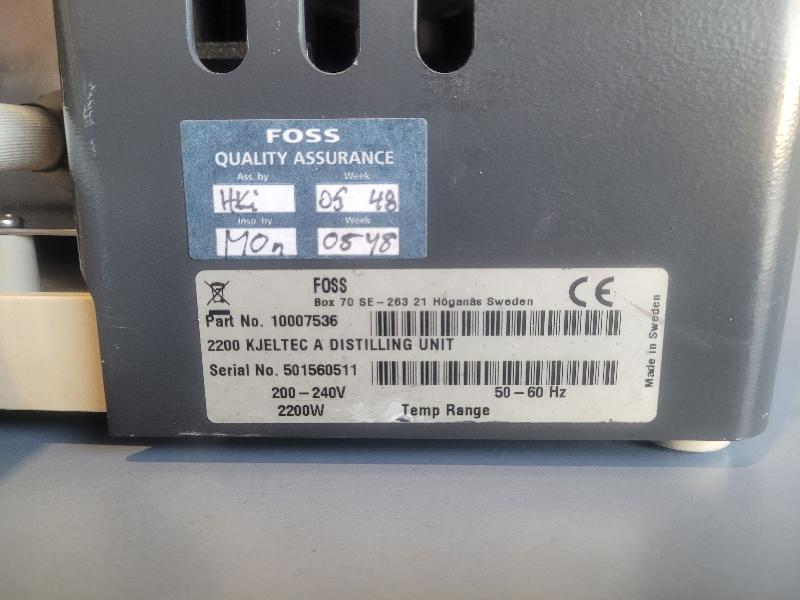 FOSS
QUALITY ASSURANCE
Ass. by Week
HKi 05 48
Insp. by Week
MOn 0548
FOSS
Box 70 SE-263 21 Höganäs Sweden
CE
Part No. 10007536
2200 KJELTEC A DISTILLING UNIT
Serial No. 501560511
200-240V 50-60 Hz
2200W Temp Range
Made in Sweden